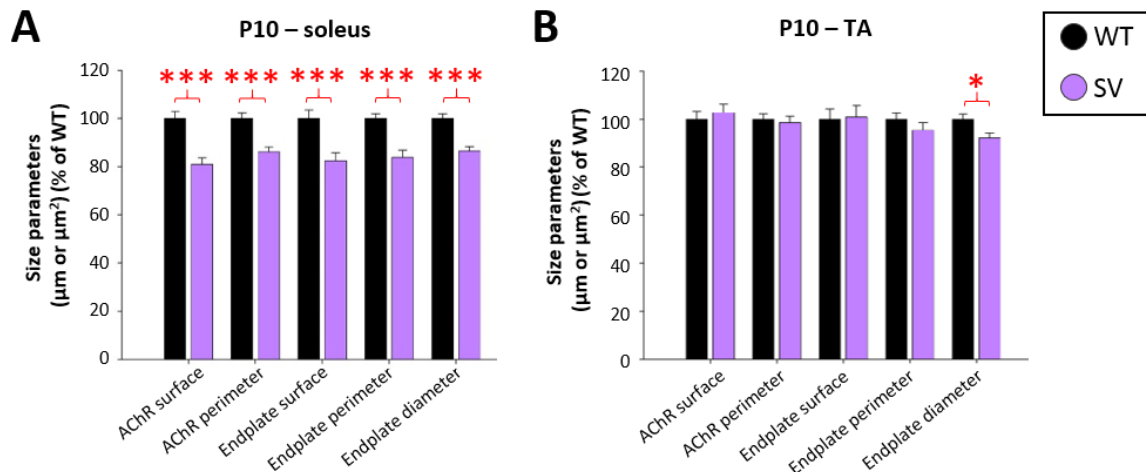 A
P10 – soleus
***
***
***
***
***
Size parameters
(µm or µm²) (% of WT)
120
100
80
60
40
20
0
AChR surface
AChR perimeter
Endplate surface
Endplate perimeter
Endplate diameter
B
P10 – TA
*
Size parameters
(µm or µm²) (% of WT)
120
100
80
60
40
20
0
AChR surface
AChR perimeter
Endplate surface
Endplate perimeter
Endplate diameter
WT
SV